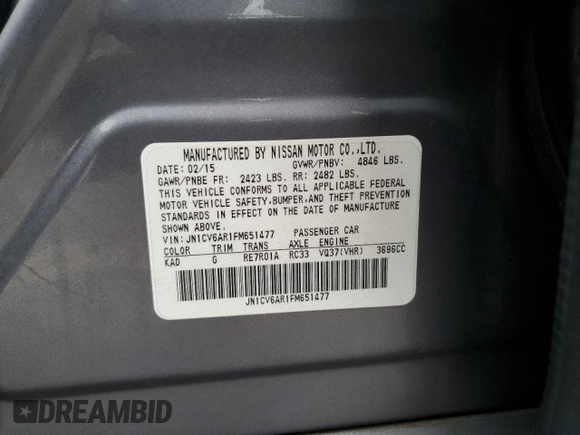 MANUFACTURED BY NISSAN MOTOR CO.,LTD.
DATE: 02/15 GVWR/PNBV: 4846 LBS.
GAWR/PNBE FR: 2423 LBS. RR: 2482 LBS.
THIS VEHICLE CONFORMS TO ALL APPLICABLE FEDERAL
MOTOR VEHICLE SAFETY,BUMPER,AND THEFT PREVENTION
STANDARDS IN EFFECT ON THE DATE OF MANUFACTURE
SHOWN ABOVE.
VIN: JN1CV6AR1FM651477 PASSENGER CAR
COLOR TRIM TRANS AXLE ENGINE
KAD G RE7R01A RC33 VQ37(VHR) 3696CC
JN1CV6AR1FM651477
DREAMBID